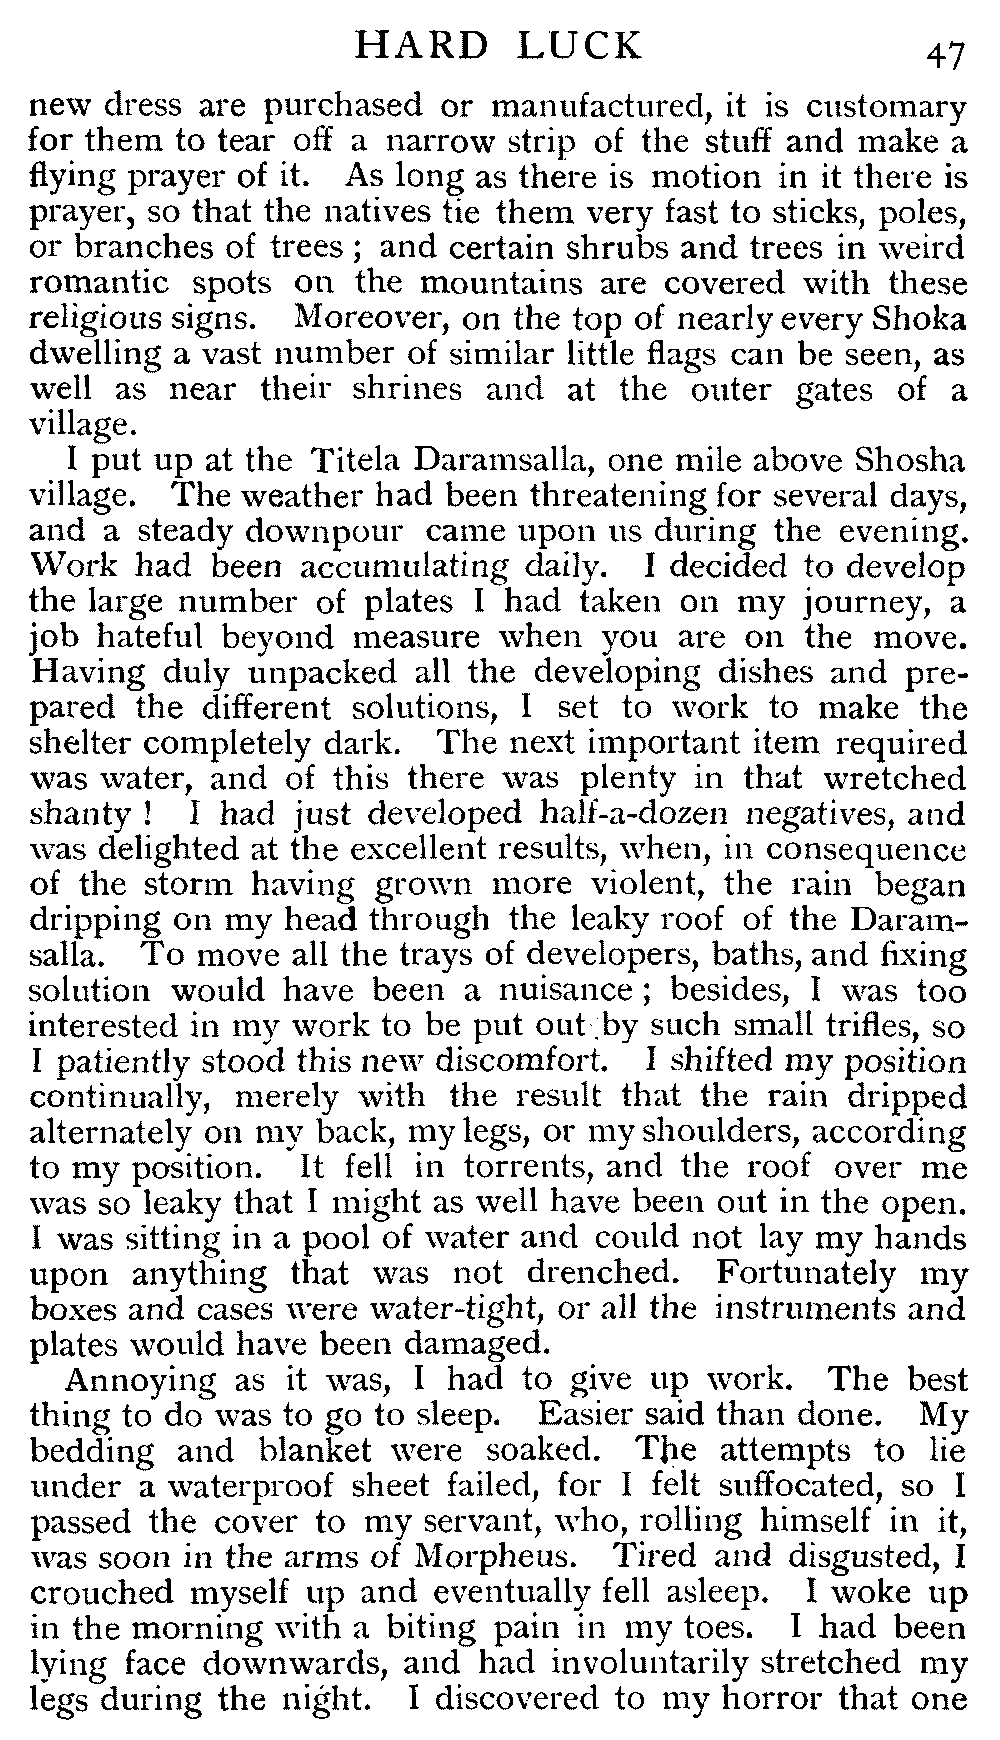 HARD LUCK 47
new dress are purchased or manufactured, it is customary
for them to tear off a narrow strip of the stuff and make a
flying prayer of it. As long as there is motion in it there is
prayer, so that the natives tie them very fast to sticks, poles,
or branches of trees ; and certain shrubs and trees in weird
romantic spots on the mountains are covered with these
religious signs. Moreover, on the top of nearly every Shoka
dwelling a vast number of similar little flags can be seen, as
well as near their shrines and at the outer gates of a
village.
I put up at the Titela Daramsalla, one mile above Shosha
village. The weather had been threatening for several days,
and a steady downpour came upon us during the evening.
Work had been accumulating daily. I decided to develop
the large number of plates I had taken on my journey, a
job hateful beyond measure when you are on the move.
Having duly unpacked all the developing dishes and pre-
pared the different solutions, I set to work to make the
shelter completely dark. The next important item required
was water, and of this there was plenty in that wretched
shanty ! I had just developed half-a-dozen negatives, and
was delighted at the excellent results, when, in consequence
of the storm having grown more violent, the rain began
dripping on my head through the leaky roof of the Daram-
salla. To move all the trays of developers, baths, and fixing
solution would have been a nuisance ; besides, I was too
interested in my work to be put out by such small trifles, so
I patiently stood this new discomfort. I shifted my position
continually, merely with the result that the rain dripped
alternately on my back, my legs, or my shoulders, according
to my position. It fell in torrents, and the roof over me
was so leaky that I might as well have been out in the open.
I was sitting in a pool of water and could not lay my hands
upon anything that was not drenched. Fortunately my
boxes and cases were water-tight, or all the instruments and
plates would have been damaged.
Annoying as it was, I had to give up work. The best
thing to do was to go to sleep. Easier said than done. My
bedding and blanket were soaked. The attempts to lie
under a waterproof sheet failed, for I felt suffocated, so I
passed the cover to my servant, who, rolling himself in it,
was soon in the arms of Morpheus. Tired and disgusted, I
crouched myself up and eventually fell asleep. I woke up
in the morning with a biting pain in my toes. I had been
lying face downwards, and had involuntarily stretched my
legs during the night. I discovered to my horror that one